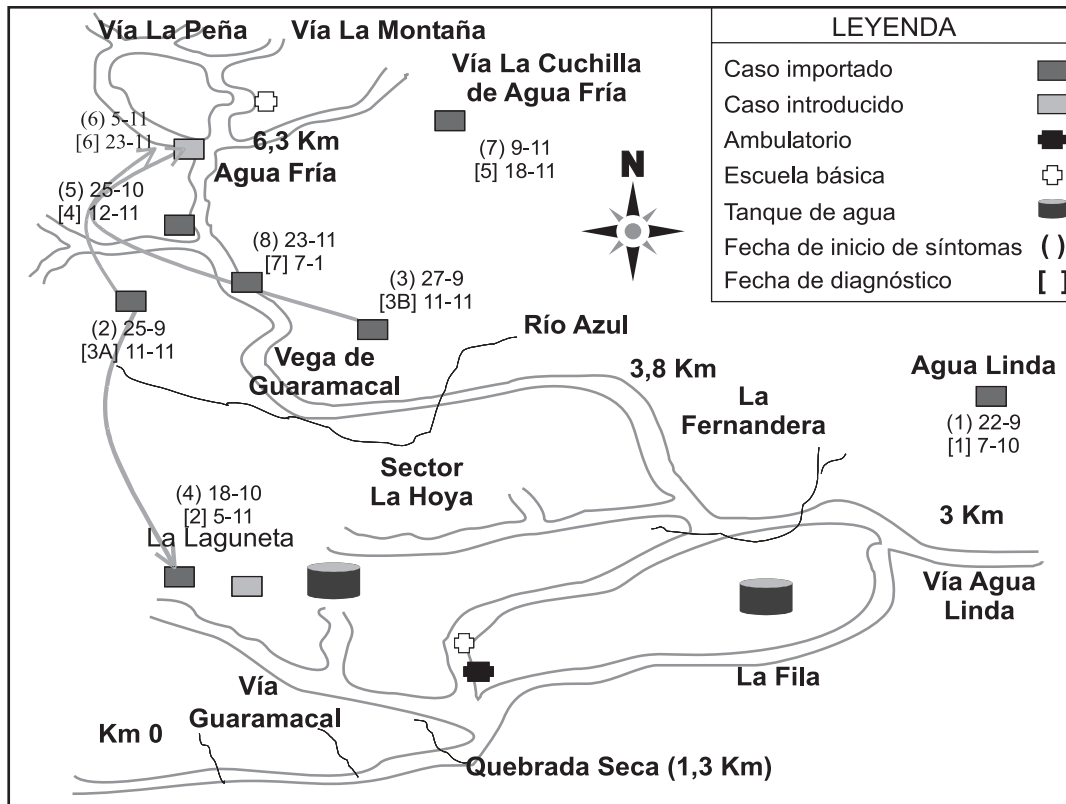 Vía La Peña
Vía La Montaña
Vía La Cuchilla
de Agua Fría
(6) 5-11
[6] 23-11
6,3 Km
Agua Fría
(7) 9-11
[5] 18-11
N
(5) 25-10
[4] 12-11
(8) 23-11
[7] 7-1
(3) 27-9
[3B] 11-11
(2) 25-9
[3A] 11-11
Vega de
Guaramacal
Río Azul
3,8 Km
La
Fernandera
Agua Linda
(1) 22-9
[1] 7-10
Sector
La Hoya
(4) 18-10
[2] 5-11
La Laguneta
3 Km
Vía Agua
Linda
La Fila
Vía
Guaramacal
Km 0
Quebrada Seca (1,3 Km)
LEYENDA
Caso importado
Caso introducido
Ambulatorio
Escuela básica
Tanque de agua
Fecha de inicio de síntomas ( )
Fecha de diagnóstico [ ]